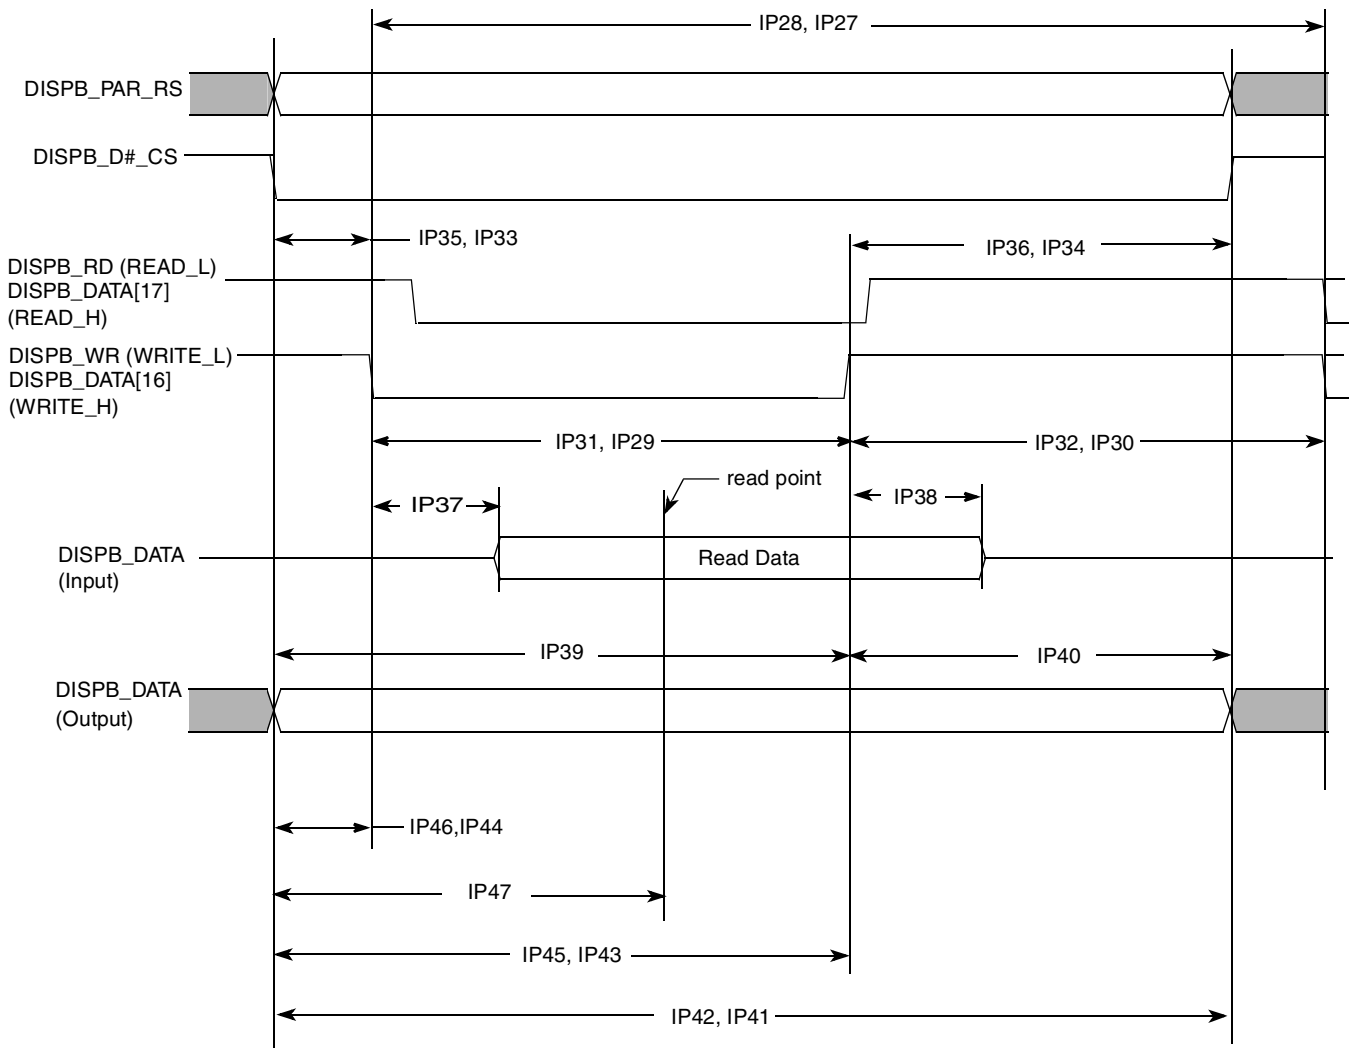 IP28, IP27
DISPB_PAR_RS
DISPB_D#_CS
IP35, IP33
IP36, IP34
DISPB_RD (READ_L)
DISPB_DATA[17]
(READ_H)
DISPB_WR (WRITE_L)
DISPB_DATA[16]
(WRITE_H)
IP31, IP29
IP32, IP30
read point
IP37
IP38
DISPB_DATA
(Input)
Read Data
IP39
IP40
DISPB_DATA
(Output)
IP46,IP44
IP47
IP45, IP43
IP42, IP41